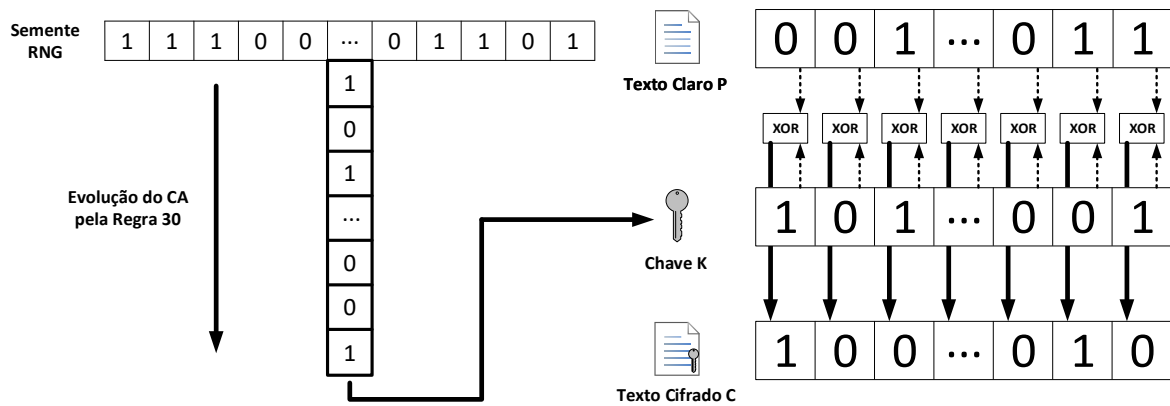 Semente
RNG
1 1 1 0 0 ... 0 1 1 0 1
1
0
1
...
0
0
1
Evolução do CA
pela Regra 30
Texto Claro P
0 0 1 ... 0 1 1
XOR XOR XOR XOR XOR XOR XOR
Chave K
1 0 1 ... 0 0 1
Texto Cifrado C
1 0 0 ... 0 1 0